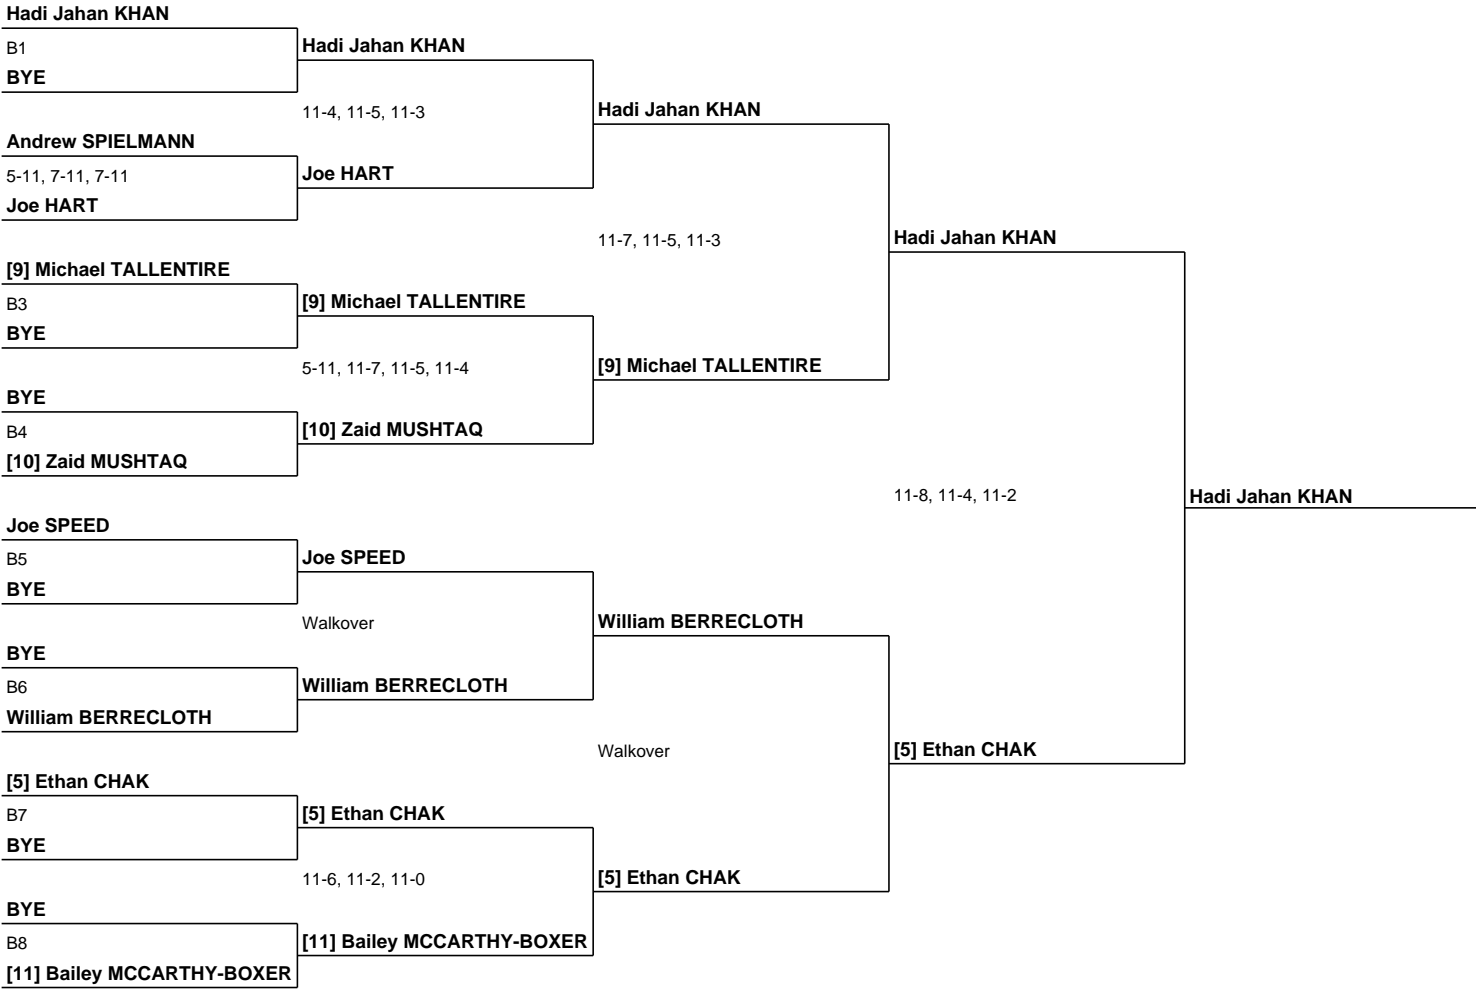 Hadi Jahan KHAN
B1
BYE
Andrew SPIELMANN
5-11, 7-11, 7-11
Joe HART
[9] Michael TALLENTIRE
B3
BYE
BYE
B4
[10] Zaid MUSHTAQ
Joe SPEED
B5
BYE
BYE
B6
William BERRECLOTH
[5] Ethan CHAK
B7
BYE
BYE
B8
[11] Bailey MCCARTHY-BOXER
Hadi Jahan KHAN
11-4, 11-5, 11-3
Joe HART
[9] Michael TALLENTIRE
5-11, 11-7, 11-5, 11-4
[10] Zaid MUSHTAQ
Joe SPEED
Walkover
William BERRECLOTH
[5] Ethan CHAK
11-6, 11-2, 11-0
[11] Bailey MCCARTHY-BOXER
Hadi Jahan KHAN
11-7, 11-5, 11-3
[9] Michael TALLENTIRE
William BERRECLOTH
Walkover
[5] Ethan CHAK
Hadi Jahan KHAN
11-8, 11-4, 11-2
[5] Ethan CHAK
Hadi Jahan KHAN